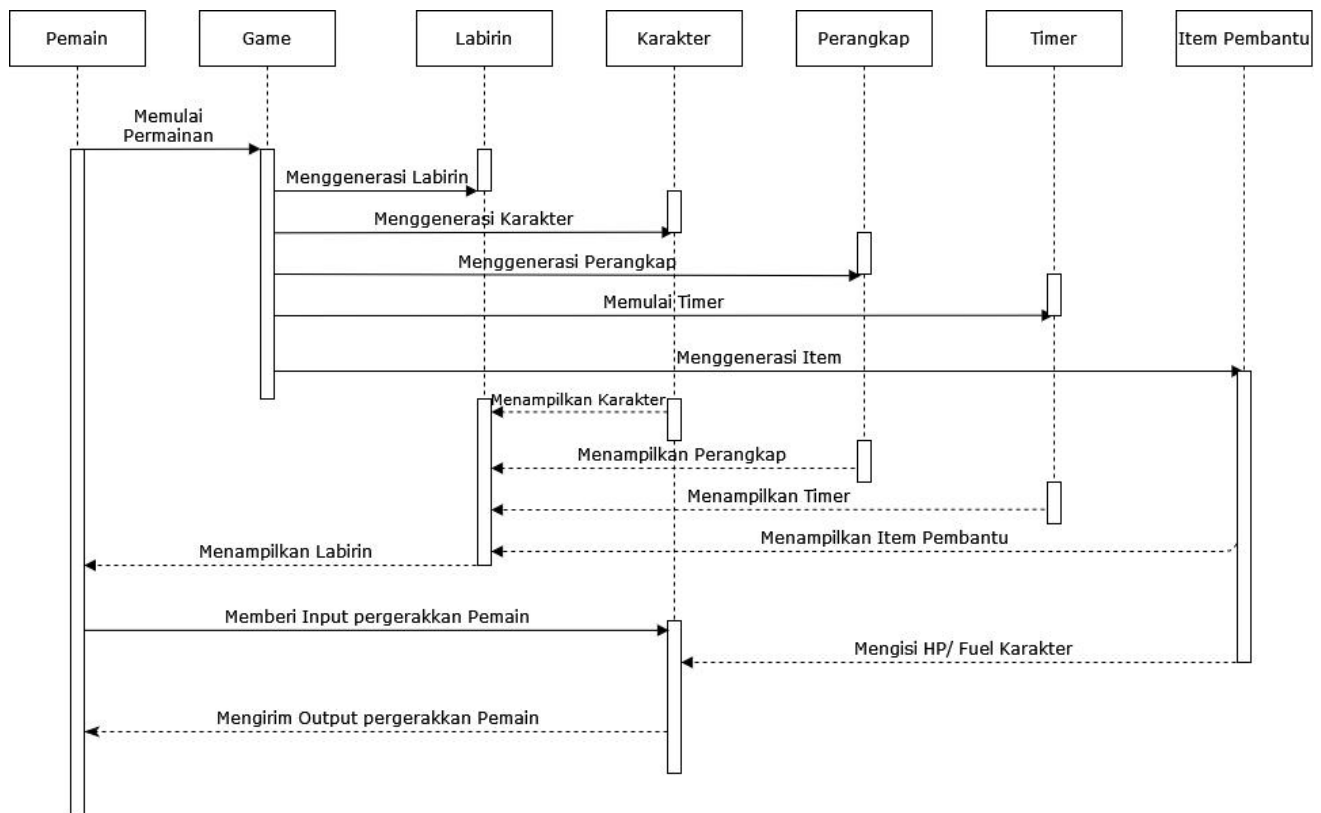 Pemain
Game
Labirin
Karakter
Perangkap
Timer
Item Pembantu
Memulai
Permainan
Menggenerasi Labirin
Menggenerasi Karakter
Menggenerasi Perangkap
Memulai Timer
Menggenerasi Item
Menampilkan Karakter
Menampilkan Perangkap
Menampilkan Timer
Menampilkan Item Pembantu
Menampilkan Labirin
Memberi Input pergerakkan Pemain
Mengisi HP/ Fuel Karakter
Mengirim Output pergerakkan Pemain